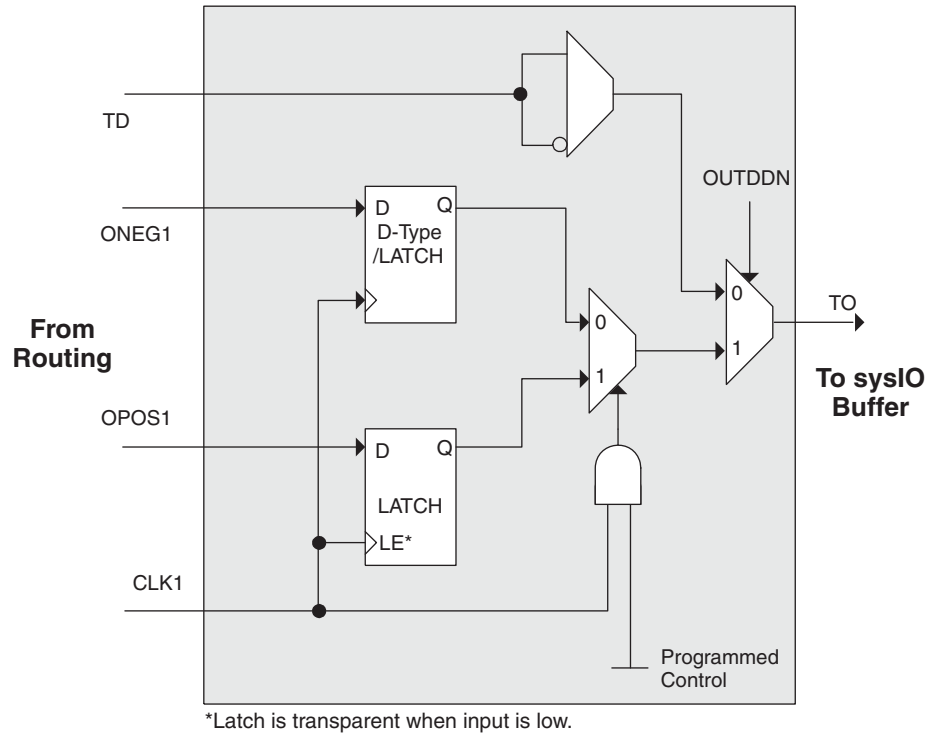 TD
OUTDDN
ONEG1
D
Q
D-Type
/LATCH
0
TO
From
Routing
0
1
1
To sysIO
Buffer
OPOS1
D
Q
LATCH
LE*
CLK1
Programmed
Control
*Latch is transparent when input is low.